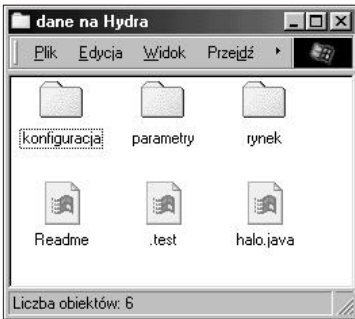 dane na Hydra
Plik Edycja Widok Przejdź
konfiguracja parametry rynek
Readme .test halo.java
Liczba obiektów: 6